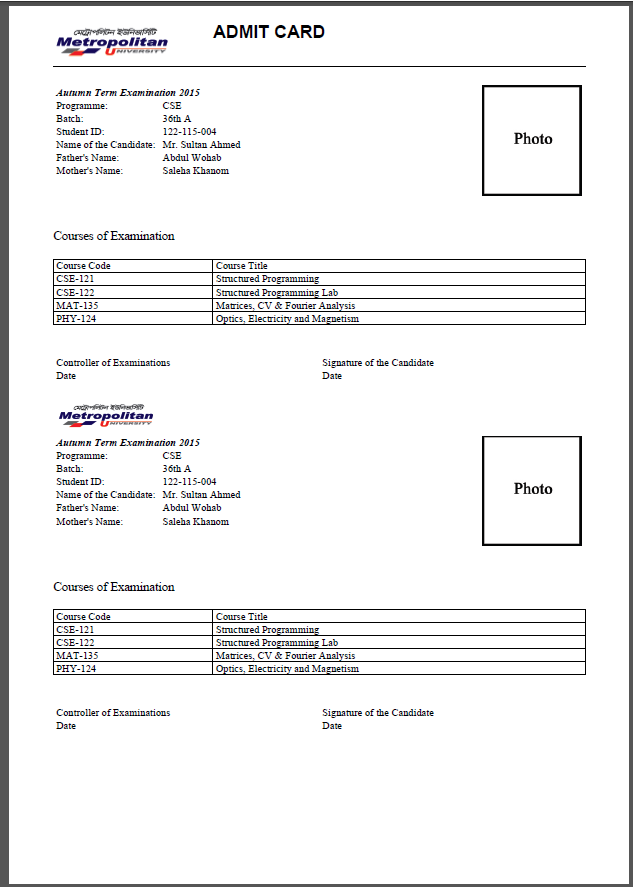 মেট্রোপলিটন ইউনিভার্সিটি
Metropolitan
UNIVERSITY
ADMIT CARD
Autumn Term Examination 2015
Programme: CSE
Batch: 36th A
Student ID: 122-115-004
Name of the Candidate: Mr. Sultan Ahmed
Father's Name: Abdul Wohab
Mother's Name: Saleha Khanom
Photo
Courses of Examination
Course Code Course Title
CSE-121 Structured Programming
CSE-122 Structured Programming Lab
MAT-135 Matrices, CV & Fourier Analysis
PHY-124 Optics, Electricity and Magnetism
Controller of Examinations Signature of the Candidate
Date Date
মেট্রোপলিটন ইউনিভার্সিটি
Metropolitan
UNIVERSITY
Autumn Term Examination 2015
Programme: CSE
Batch: 36th A
Student ID: 122-115-004
Name of the Candidate: Mr. Sultan Ahmed
Father's Name: Abdul Wohab
Mother's Name: Saleha Khanom
Photo
Courses of Examination
Course Code Course Title
CSE-121 Structured Programming
CSE-122 Structured Programming Lab
MAT-135 Matrices, CV & Fourier Analysis
PHY-124 Optics, Electricity and Magnetism
Controller of Examinations Signature of the Candidate
Date Date